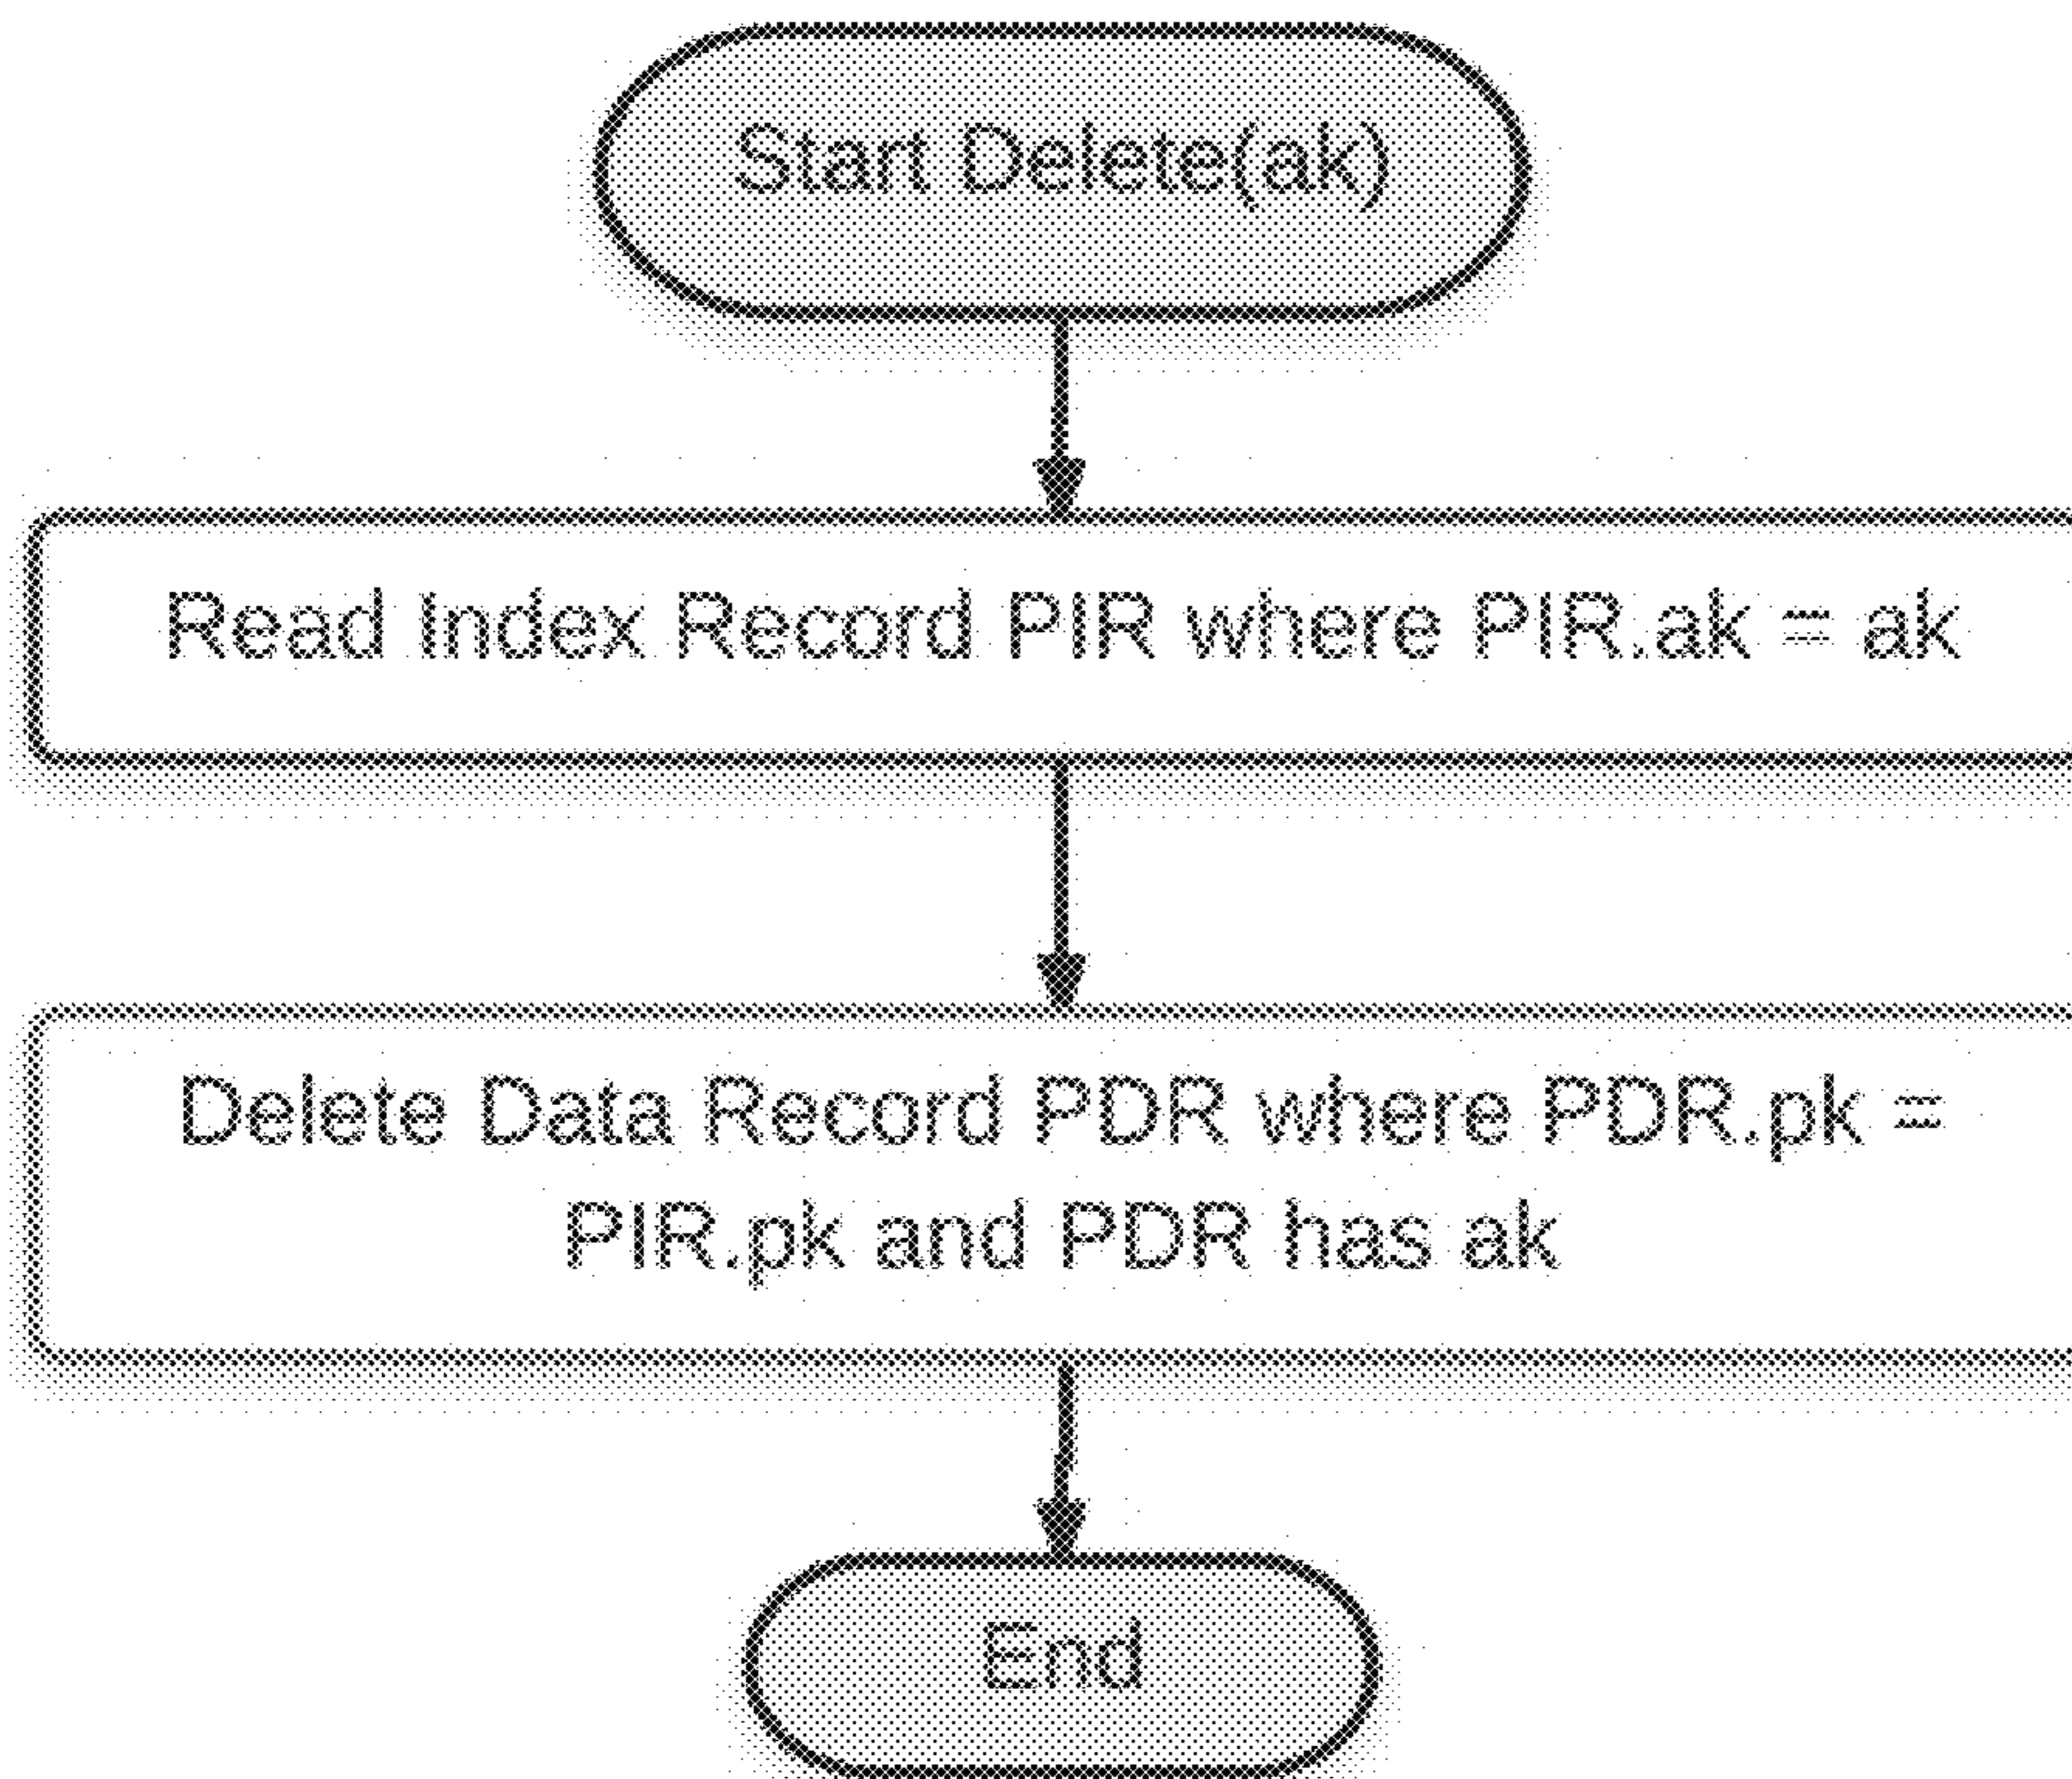 Start Delete(ak)
Read Index Record PIR where PIR.ak = ak
Delete Data Record PDR where PDR.pk =
PIR.pk and PDR has ak
End